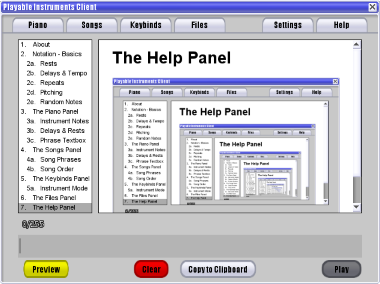 Playable Instruments Client
Piano Songs Keybinds Files Settings Help
1. About
2. Notation - Basics
2a. Rests
2b. Delays & Tempo
2c. Repeats
2d. Pitching
2e. Random Notes
3. The Piano Panel
3a. Instrument Notes
3b. Delays & Rests
3c. Phrase Textbox
4. The Songs Panel
4a. Song Phrases
4b. Song Order
5. The Keybinds Panel
5a. Instrument Mode
6. The Files Panel
7. The Help Panel
The Help Panel
Playable Instruments Client
Piano Songs Keybinds Files Settings Help
1. About
2. Notation - Basics
2a. Rests
2b. Delays & Tempo
2c. Repeats
2d. Pitching
2e. Random Notes
3. The Piano Panel
3a. Instrument Notes
3b. Delays & Rests
3c. Phrase Textbox
4. The Songs Panel
4a. Song Phrases
4b. Song Order
5. The Keybinds Panel
5a. Instrument Mode
6. The Files Panel
7. The Help Panel
The Help Panel
The Help Panel
0/255
Preview Clear Copy to Clipboard Play